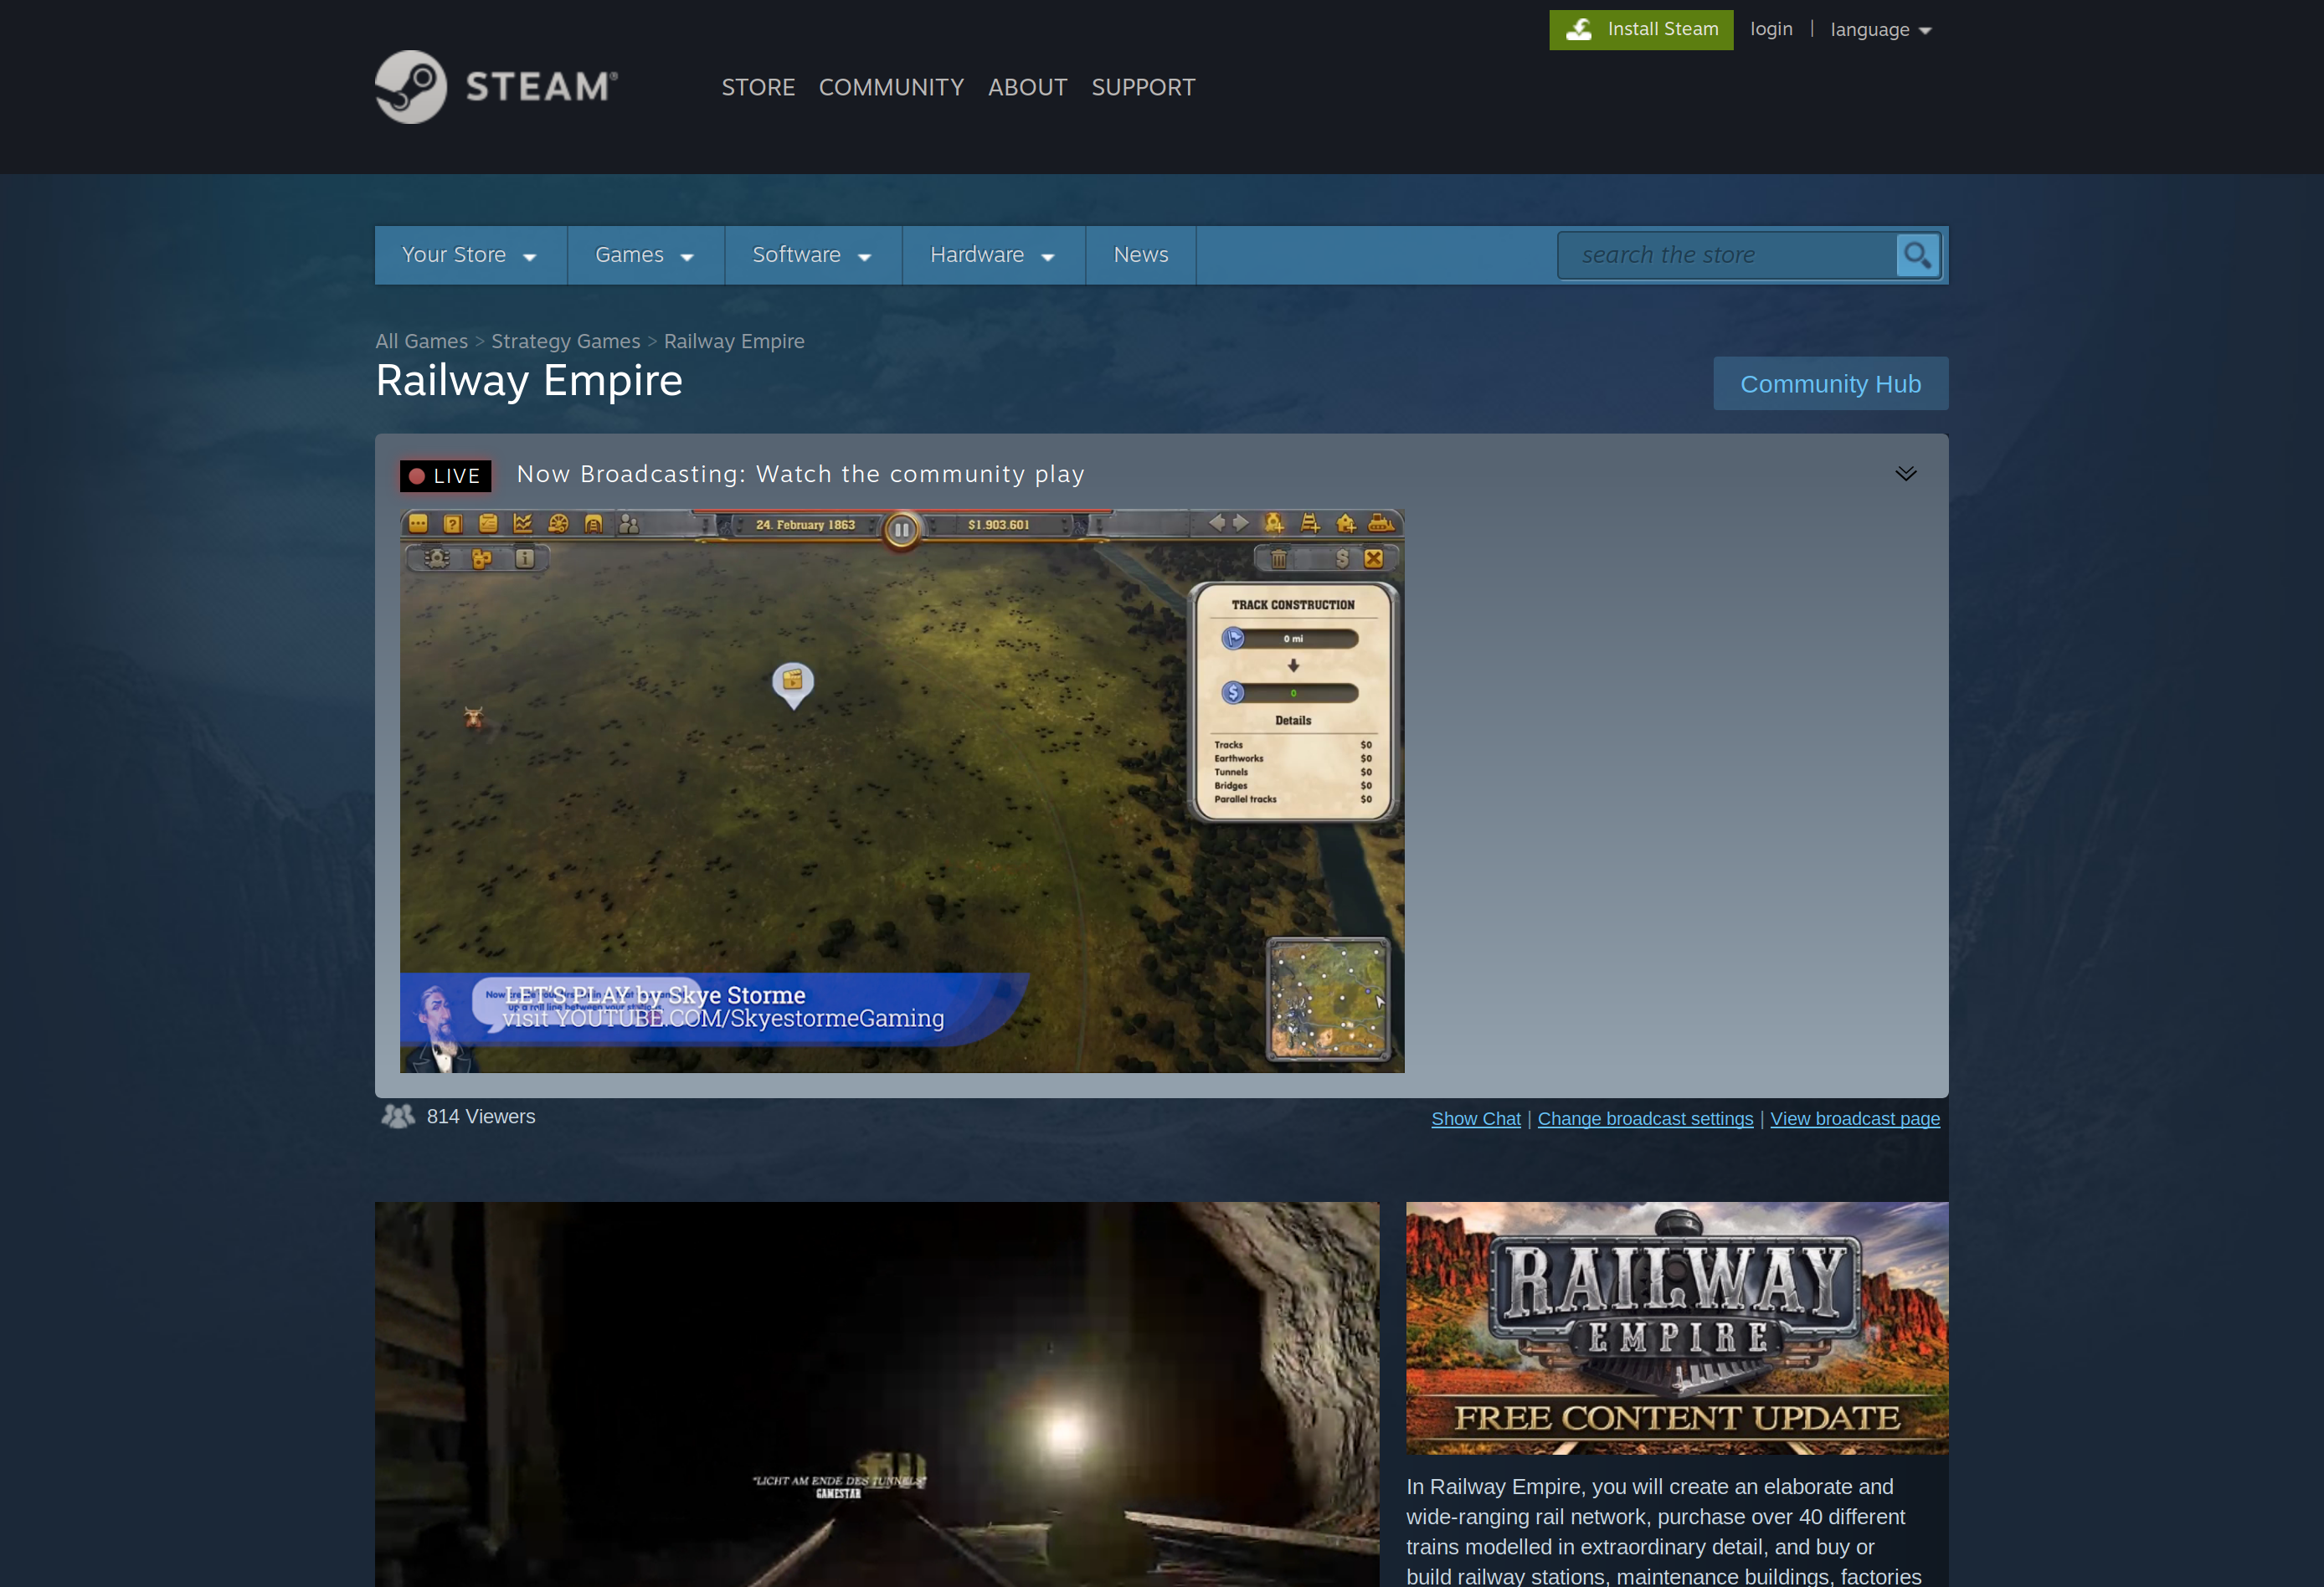 Install Steam login | language
STEAM®
STORE COMMUNITY ABOUT SUPPORT
Your Store Games Software Hardware News search the store
All Games > Strategy Games > Railway Empire
Railway Empire
Community Hub
LIVE Now Broadcasting: Watch the community play
24. February 1863 $1.903.601
TRACK CONSTRUCTION
0 mi
0
Details
Tracks $0
Earthworks $0
Tunnels $0
Bridges $0
Parallel tracks $0
LET'S PLAY by Skye Storme
visit YOUTUBE.COM/SkyestormeGaming
814 Viewers
Show Chat | Change broadcast settings | View broadcast page
"LICHT AM ENDE DES TUNNELS"
GAMESTAR
RAILWAY
EMPIRE
FREE CONTENT UPDATE
In Railway Empire, you will create an elaborate and
wide-ranging rail network, purchase over 40 different
trains modelled in extraordinary detail, and buy or
build railway stations, maintenance buildings, factories